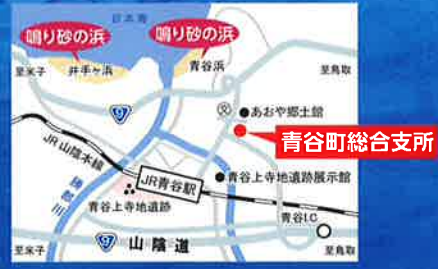 日本海
鳴り砂の浜
鳴り砂の浜
至米子
井手ヶ浜
青谷浜
至鳥取
9
文
あおや郷土館
青谷町総合支所
JR山陰本線
JR青谷駅
青谷上寺地遺跡展示館
勝部川
青谷上寺地遺跡
青谷I.C
至米子
9
山陰道
至鳥取